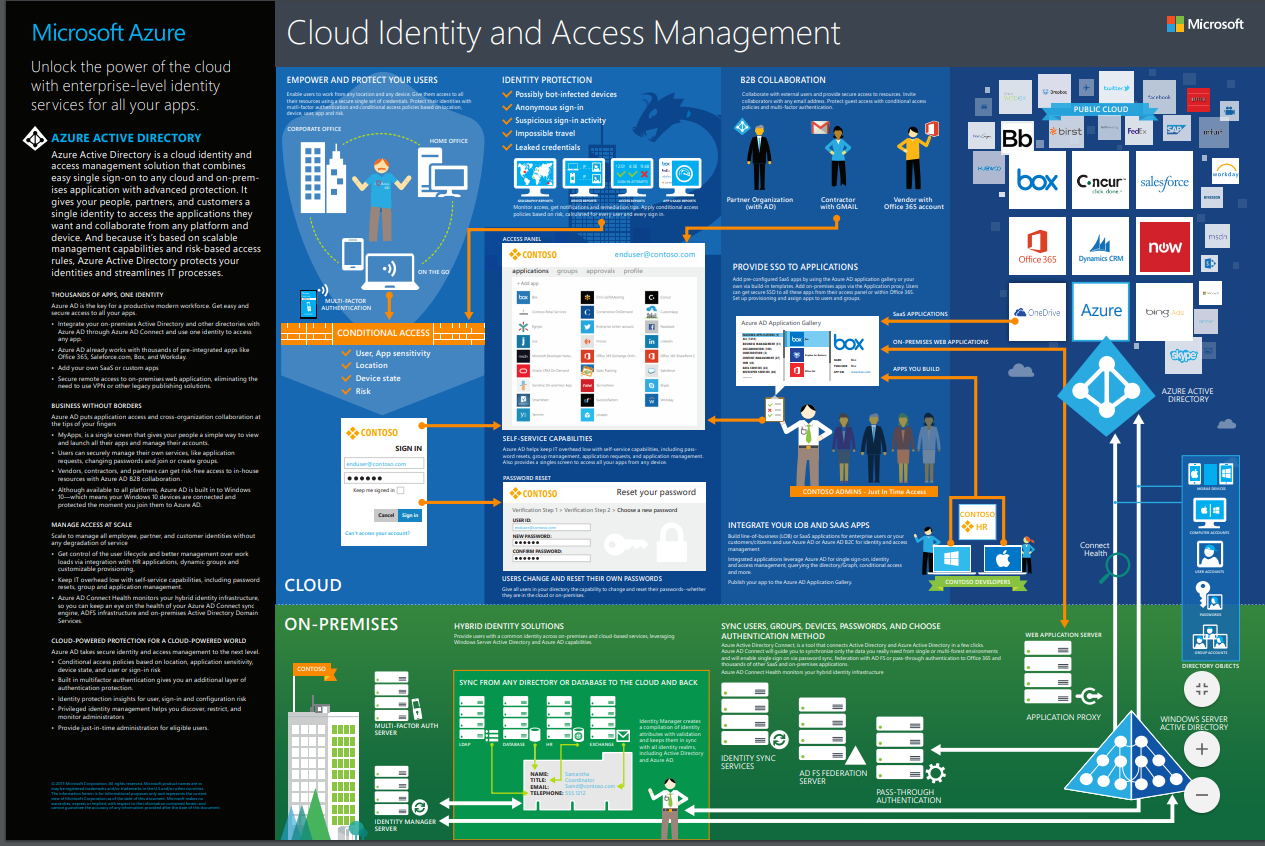 Microsoft Azure
Unlock the power of the cloud
with enterprise-level identity
services for all your apps.
AZURE ACTIVE DIRECTORY
Azure Active Directory is a cloud identity and
access management solution that combines
easy single sign-on to any cloud and on-prem-
ises application with advanced protection. It
gives your people, partners, and customers a
single identity to access the applications they
want and collaborate from any platform and
device. And because it's based on scalable
management capabilities and risk-based access
rules, Azure Active Directory protects your
identities and streamlines IT processes.
THOUSANDS OF APPS, ONE IDENTITY
Azure AD is the key for a productive modern workforce. Get easy and
secure access to all your apps.
• Integrate your on-premises Active Directory and other directories with
Azure AD through Azure AD Connect and use one identity to access
any app.
• Azure AD already works with thousands of pre-integrated apps like
Office 365, Salesforce.com, Box, and Workday.
• Add your own SaaS or custom apps
• Secure remote access to on-premises web application, eliminating the
need to use VPN or other legacy publishing solutions.
BUSINESS WITHOUT BORDERS
Azure AD puts application access and cross-organization collaboration at
the tips of your fingers
• MyApps, is a single screen that gives your people a simple way to view
and launch all their apps and manage their accounts.
• Users can securely manage their own services, like application
requests, changing passwords and join or create groups.
• Vendors, contractors, and partners can get risk-free access to in-house
resources with Azure AD B2B collaboration.
• Although available to all platforms, Azure AD is built in to Windows
10—which means your Windows 10 devices are connected and
protected the moment you join them to Azure AD.
MANAGE ACCESS AT SCALE
Scale to manage all employee, partner, and customer identities without
any degradation of service
• Get control of the user lifecycle and better management over work
loads via integration with HR applications, dynamic groups and
customizable provisioning.
• Keep IT overhead low with self-service capabilities, including password
resets, group and application management.
• Azure AD Connect Health monitors your hybrid identity infrastructure,
so you can keep an eye on the health of your Azure AD Connect sync
engine, ADFS infrastructure and on-premises Active Directory Domain
Services.
CLOUD-POWERED PROTECTION FOR A CLOUD-POWERED WORLD
Azure AD takes secure identity and access management to the next level.
• Conditional access policies based on location, application sensitivity,
device state, and user or sign-in risk
• Built in multifactor authentication gives you an additional layer of
authentication protection.
• Identity protection insights for user, sign-in and configuration risk
• Privileged identity management helps you discover, restrict, and
monitor administrators
• Provide just-in-time administration for eligible users.
Cloud Identity and Access Management
Microsoft
EMPOWER AND PROTECT YOUR USERS
Enable users to work from any location and any device. Give them access to all
their resources using a secure single set of credentials. Protect their identities with
multi-factor authentication and conditional access policies based on location,
device, user, app and risk.
CORPORATE OFFICE
HOME OFFICE
ON THE GO
MULTI-FACTOR
AUTHENTICATION
CONDITIONAL ACCESS
User, App sensitivity
Location
Device state
Risk
CONTOSO
SIGN IN
enduser@contoso.com
Keep me signed in
Cancel
Sign in
Can't access your account?
CLOUD
IDENTITY PROTECTION
Possibly bot-infected devices
Anonymous sign-in
Suspicious sign-in activity
Impossible travel
Leaked credentials
Monitor access, get notifications and remediation tips. Apply conditional access
policies based on risk, calculated for every user and every sign in.
ACCESS PANEL
CONTOSO
enduser@contoso.com
applications groups approvals profile
SELF-SERVICE CAPABILITIES
Azure AD helps keep IT overhead low with self-service capabilities, including pass-
word resets, group management, application requests, and application management.
Also provides a singles screen to access all your apps from any device.
PASSWORD RESET
CONTOSO
Reset your password
Verification Step 1 > Verification Step 2 > Choose a new password
USER ID:
enduser@contoso.com
NEW PASSWORD:
CONFIRM PASSWORD:
USERS CHANGE AND RESET THEIR OWN PASSWORDS
Give all users in your directory the capability to change and reset their passwords--whether
they are in the cloud or on-premises.
B2B COLLABORATION
Collaborate with external users and provide secure access to resources. Invite
collaborators with any email address. Protect guest access with conditional access
policies and multi-factor authentication.
Partner Organization
(with AD)
Contractor
with GMAIL
Vendor with
Office 365 account
PROVIDE SSO TO APPLICATIONS
Add pre-configured SaaS apps by using the Azure AD application gallery or your
own via built-in templates. Add on-premises apps via the Application proxy. Users
can get secured SSO to all these apps from their access panel or within Office 365.
Set up provisioning and assign apps to users and groups.
Azure AD Application Gallery
box
SaaS APPLICATIONS
ON-PREMISES WEB APPLICATIONS
APPS YOU BUILD
CONTOSO ADMINS - Just In Time Access
INTEGRATE YOUR LOB AND SAAS APPS
Build line-of-business (LOB) or SaaS applications for enterprise users or your
customers/citizens and use Azure AD or Azure AD B2C for identity and access
management
Integrated applications leverage Azure AD for single sign-on, identity
and access management, querying the directory/Graph, conditional access
and more.
Publish your app to the Azure AD Application Gallery.
CONTOSO
HR
CONTOSO DEVELOPERS
PUBLIC CLOUD
Dropbox
twitter
facebook
Bb
birst
FedEx
SAP
intuit
box
Concur
salesforce
workday
Office 365
Dynamics CRM
now
msdn
OneDrive
Azure
bing Ads
skype
AZURE ACTIVE
DIRECTORY
Connect
Health
MOBILE DEVICES
COMPUTER ACCOUNTS
USER ACCOUNTS
PASSWORDS
GROUP ACCOUNTS
DIRECTORY OBJECTS
ON-PREMISES
CONTOSO
MULTI-FACTOR AUTH
SERVER
IDENTITY MANAGER
SERVER
HYBRID IDENTITY SOLUTIONS
Provide users with a common identity across on-premises and cloud-based services, leveraging
Windows Server Active Directory and Azure AD capabilities.
SYNC FROM ANY DIRECTORY OR DATABASE TO THE CLOUD AND BACK
LDAP
DATABASE
HR
EXCHANGE
Identity Manager creates
a compilation of identity
attributes with validation
and keeps them in sync
with all identity realms,
including Active Directory
and Azure AD.
NAME: Samantha
TITLE: Coordinator
EMAIL: Sam@contoso.com
TELEPHONE: 555 1212
SYNC USERS, GROUPS, DEVICES, PASSWORDS, AND CHOOSE
AUTHENTICATION METHOD
Azure Active Directory Connect, is a tool that connects Active Directory and Azure AD in a few clicks.
Azure AD Connect will guide you to synchronize only the data you really need from single or multi-forest environments
and will enable single sign on via password sync, federation with AD FS or pass-through authentication to Office 365 and
thousands of other SaaS and on-premises applications.
Azure AD Connect Health monitors your hybrid identity infrastructure
IDENTITY SYNC
SERVICES
AD FS FEDERATION
SERVER
PASS-THROUGH
AUTHENTICATION
WEB APPLICATION SERVER
APPLICATION PROXY
WINDOWS SERVER
ACTIVE DIRECTORY